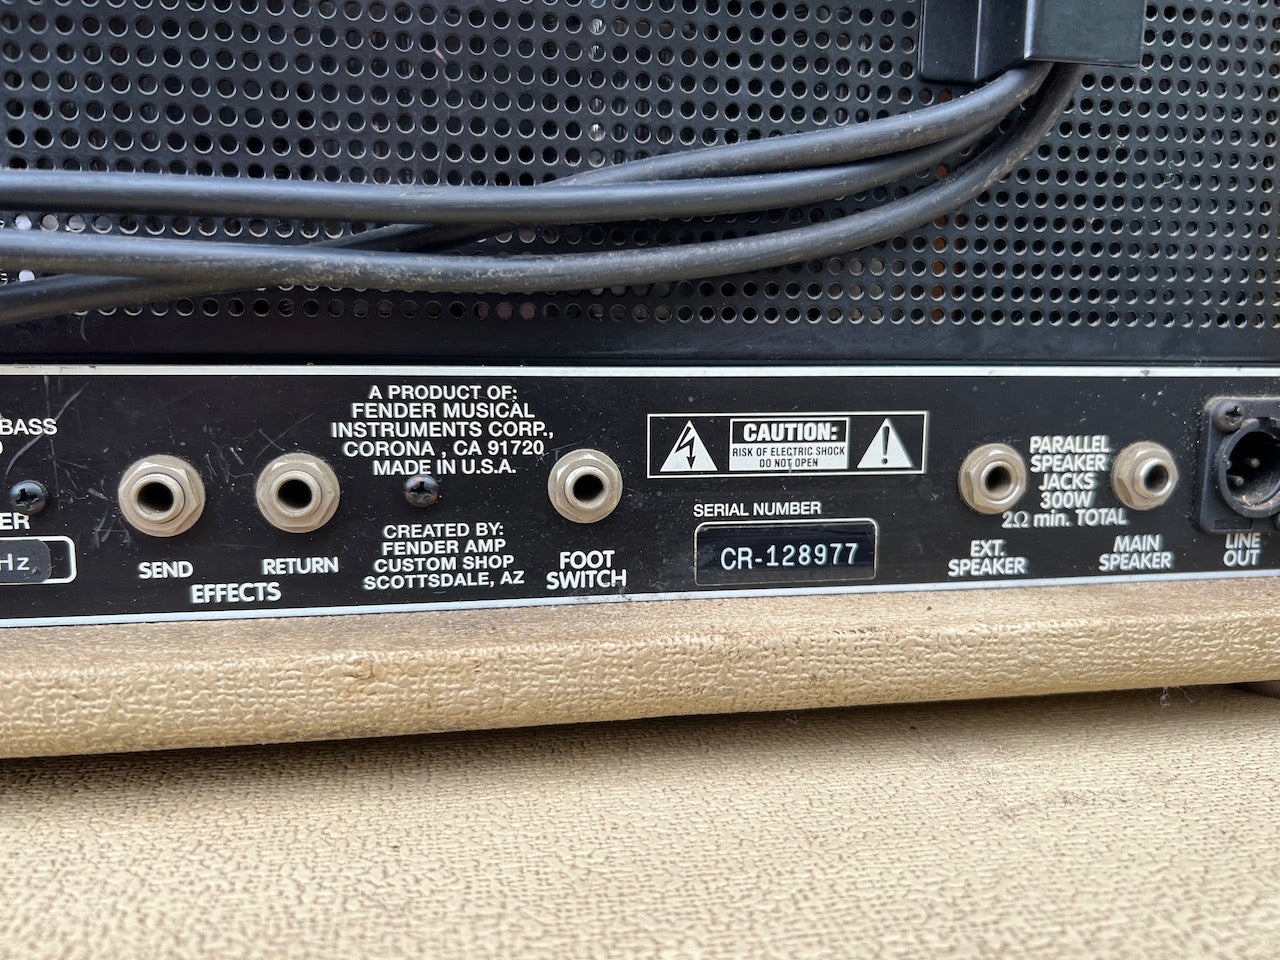 BASS
ER
Hz
SEND
RETURN
EFFECTS
A PRODUCT OF:
FENDER MUSICAL
INSTRUMENTS CORP.,
CORONA , CA 91720
MADE IN U.S.A.
CREATED BY:
FENDER AMP
CUSTOM SHOP
SCOTTSDALE, AZ
FOOT
SWITCH
CAUTION:
RISK OF ELECTRIC SHOCK
DO NOT OPEN
SERIAL NUMBER
CR-128977
EXT.
SPEAKER
PARALLEL
SPEAKER
JACKS
300W
2Ω min. TOTAL
MAIN
SPEAKER
LINE
OUT